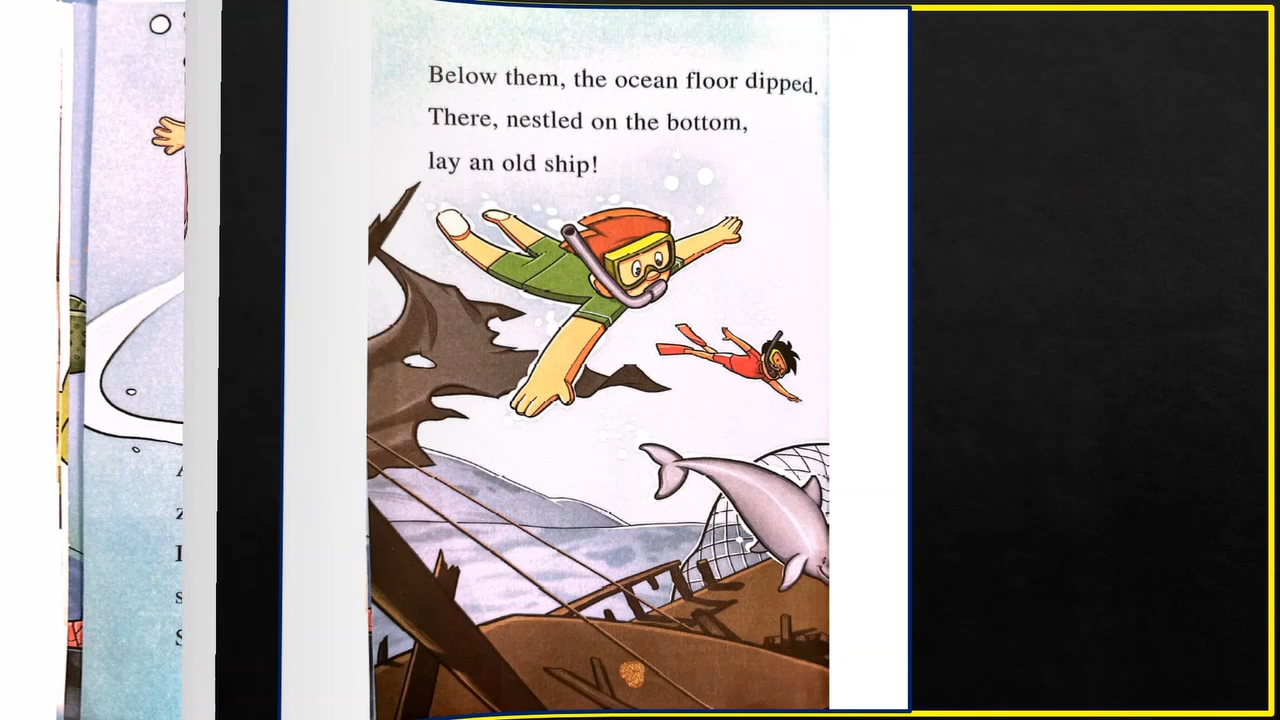 Below them, the ocean floor dipped.
There, nestled on the bottom,
lay an old ship!